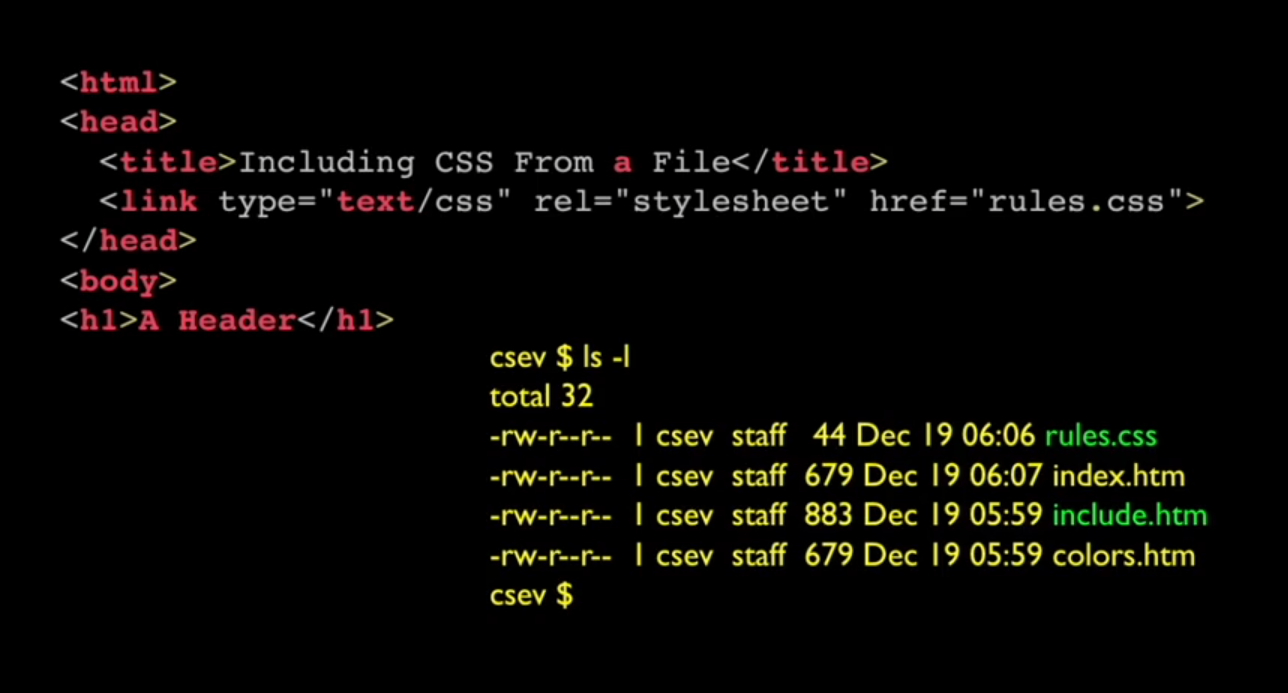 <html>
<head>
  <title>Including CSS From a File</title>
  <link type="text/css" rel="stylesheet" href="rules.css">
</head>
<body>
<h1>A Header</h1>
csev $ ls -l
total 32
-rw-r--r--  1 csev  staff   44 Dec 19 06:06 rules.css
-rw-r--r--  1 csev  staff  679 Dec 19 06:07 index.htm
-rw-r--r--  1 csev  staff  883 Dec 19 05:59 include.htm
-rw-r--r--  1 csev  staff  679 Dec 19 05:59 colors.htm
csev $